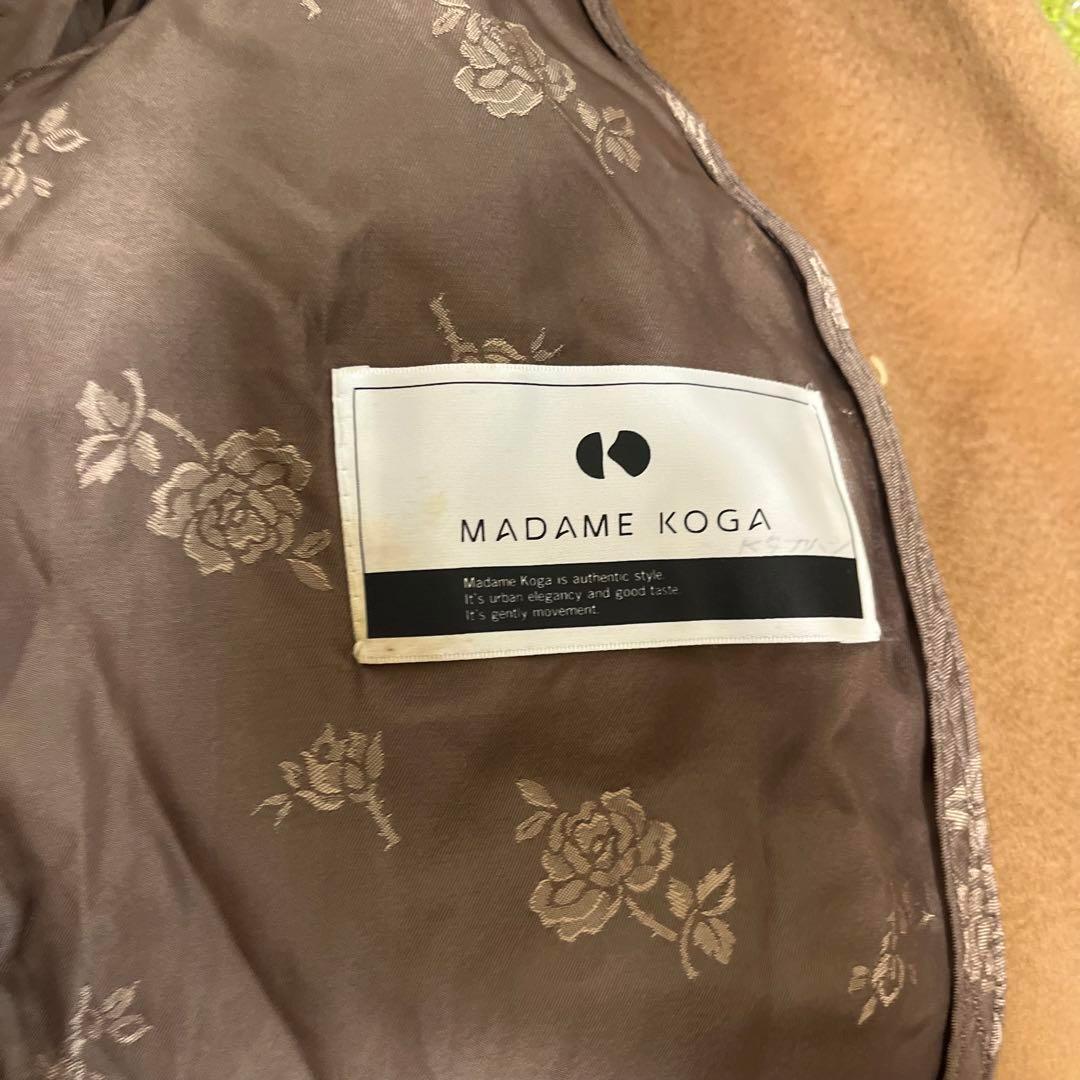 MADAME KOGA
Madame Koga is authentic style.
It's urban elegancy and good taste
It's gently movement.